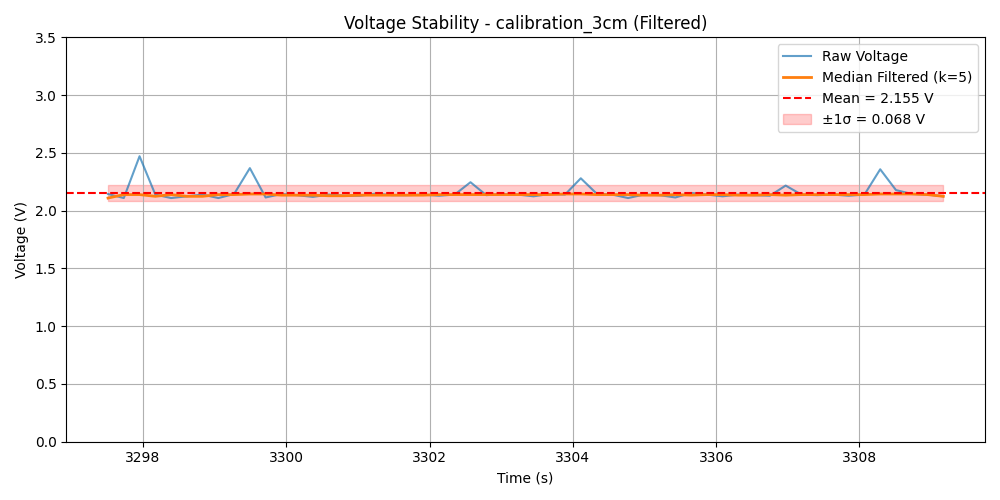 Voltage Stability - calibration_3cm (Filtered)
Raw Voltage
Median Filtered (k=5)
Mean = 2.155 V
±1σ = 0.068 V
Voltage (V)
3.5
3.0
2.5
2.0
1.5
1.0
0.5
0.0
3298 3300 3302 3304 3306 3308
Time (s)